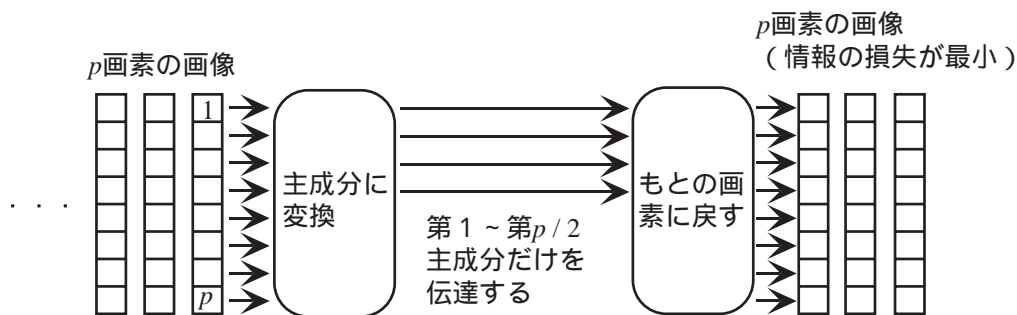 p画素の画像
1
p
. . .
主成分に
変換
第１~第p / 2
主成分だけを
伝達する
もとの画
素に戻す
p画素の画像
（情報の損失が最小）